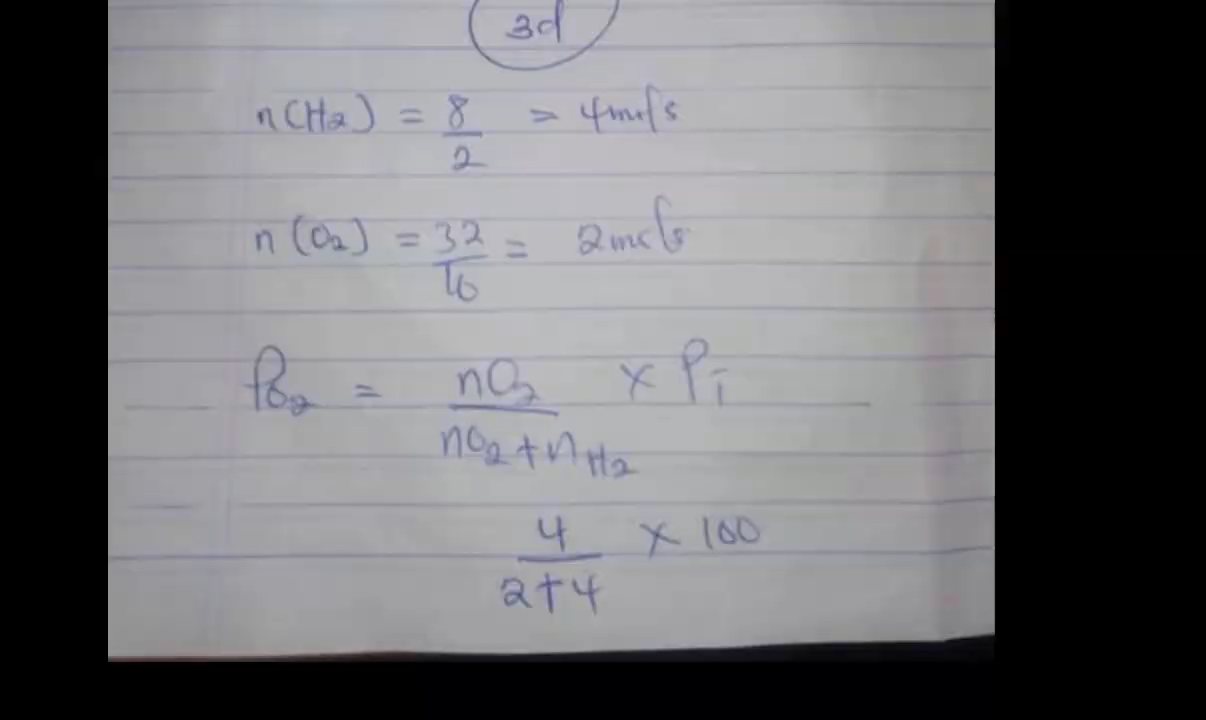 3d
n(H₂) = 8/2 = 4mols
n(O₂) = 32/16 = 2mols
Po₂ = nO₂/nO₂+nH₂ × PT
4/2+4 × 100